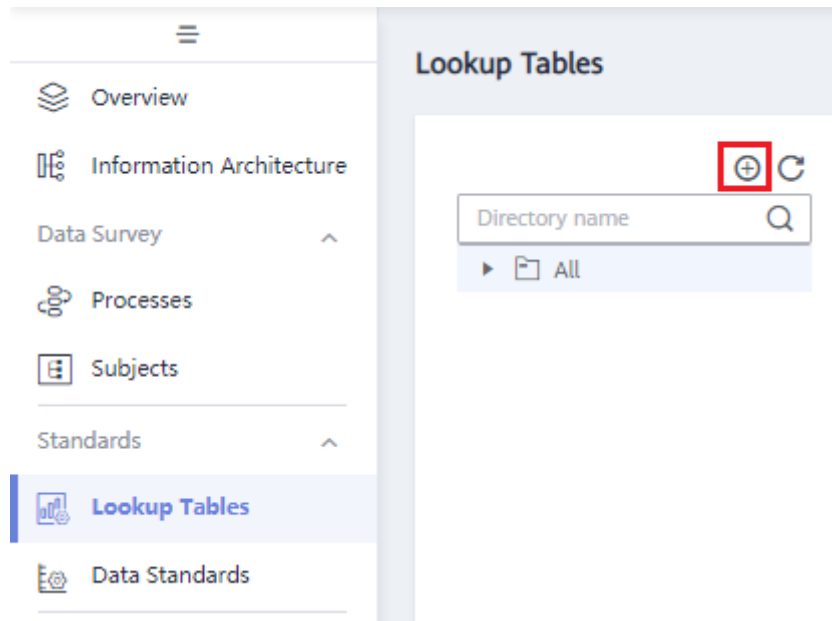 Overview
Information Architecture
Data Survey
Processes
Subjects
Standards
Lookup Tables
Data Standards
Lookup Tables
Directory name
All